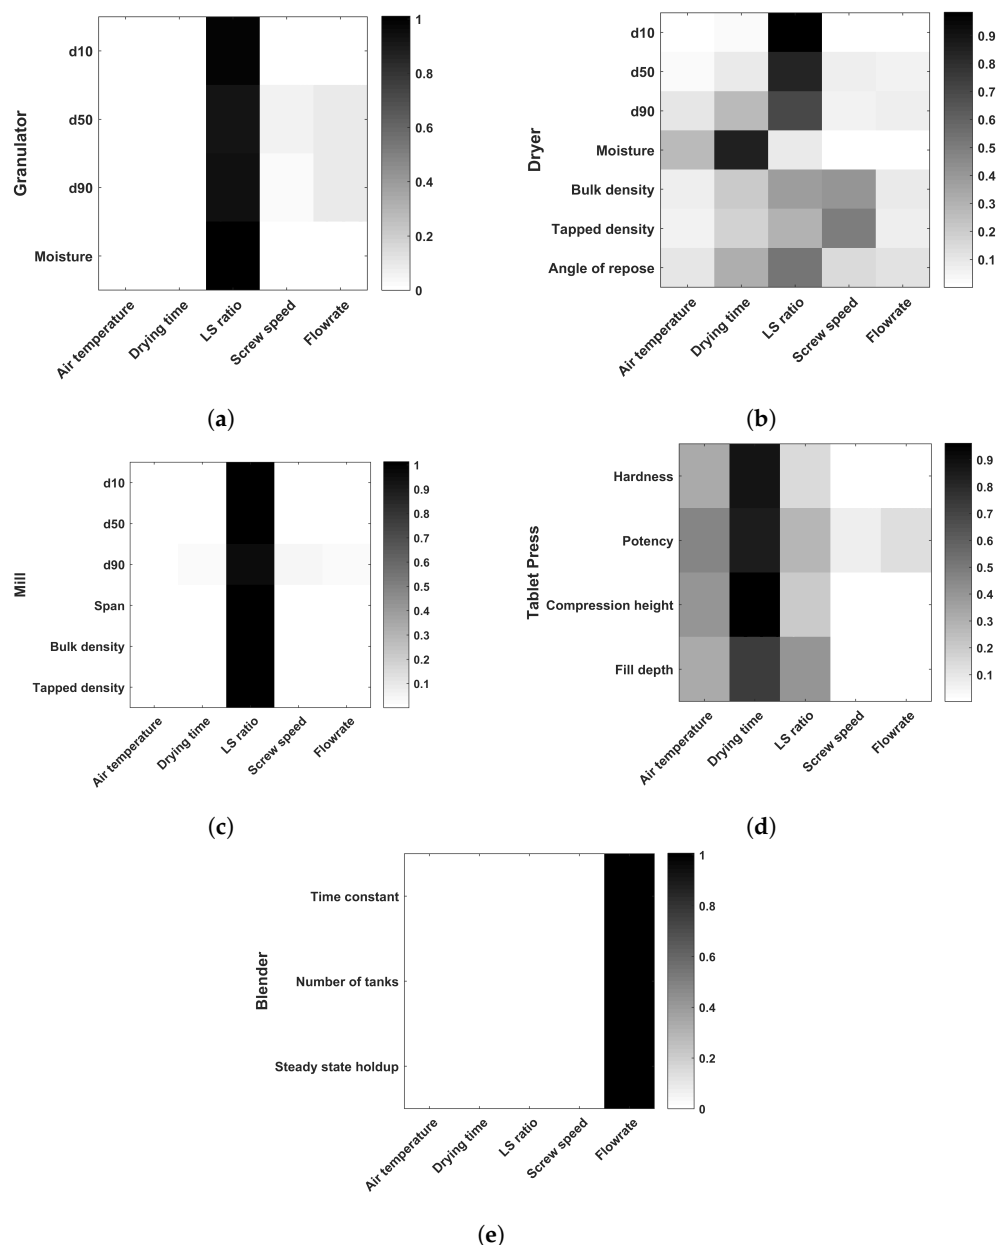 Granulator
d10
d50
d90
Moisture
Air temperature
Drying time
LS ratio
Screw speed
Flowrate
1
0.8
0.6
0.4
0.2
0
(a)
Dryer
d10
d50
d90
Moisture
Bulk density
Tapped density
Angle of repose
Air temperature
Drying time
LS ratio
Screw speed
Flowrate
0.9
0.8
0.7
0.6
0.5
0.4
0.3
0.2
0.1
(b)
Mill
d10
d50
d90
Span
Bulk density
Tapped density
Air temperature
Drying time
LS ratio
Screw speed
Flowrate
1
0.9
0.8
0.7
0.6
0.5
0.4
0.3
0.2
0.1
(c)
Tablet Press
Hardness
Potency
Compression height
Fill depth
Air temperature
Drying time
LS ratio
Screw speed
Flowrate
0.9
0.8
0.7
0.6
0.5
0.4
0.3
0.2
0.1
(d)
Blender
Time constant
Number of tanks
Steady state holdup
Air temperature
Drying time
LS ratio
Screw speed
Flowrate
1
0.8
0.6
0.4
0.2
0
(e)